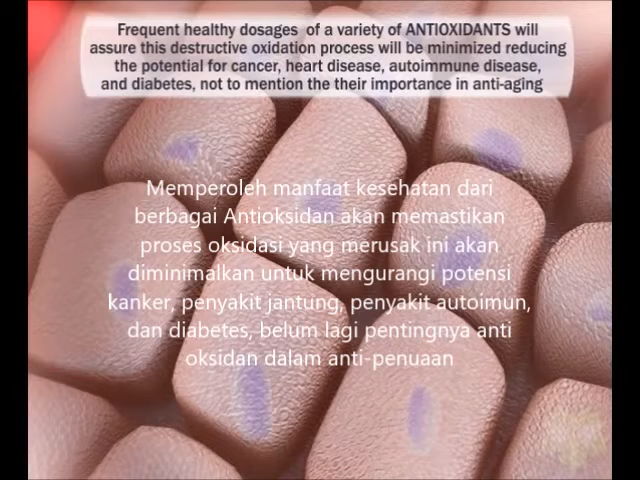 Frequent healthy dosages of a variety of ANTIOXIDANTS will
assure this destructive oxidation process will be minimized reducing
the potential for cancer, heart disease, autoimmune disease,
and diabetes, not to mention the their importance in anti-aging
Memperoleh manfaat kesehatan dari
berbagai Antioksidan akan memastikan
proses oksidasi yang merusak ini akan
diminimalkan untuk mengurangi potensi
kanker, penyakit jantung, penyakit autoimun,
dan diabetes, belum lagi pentingnya anti
oksidan dalam anti-penuaan